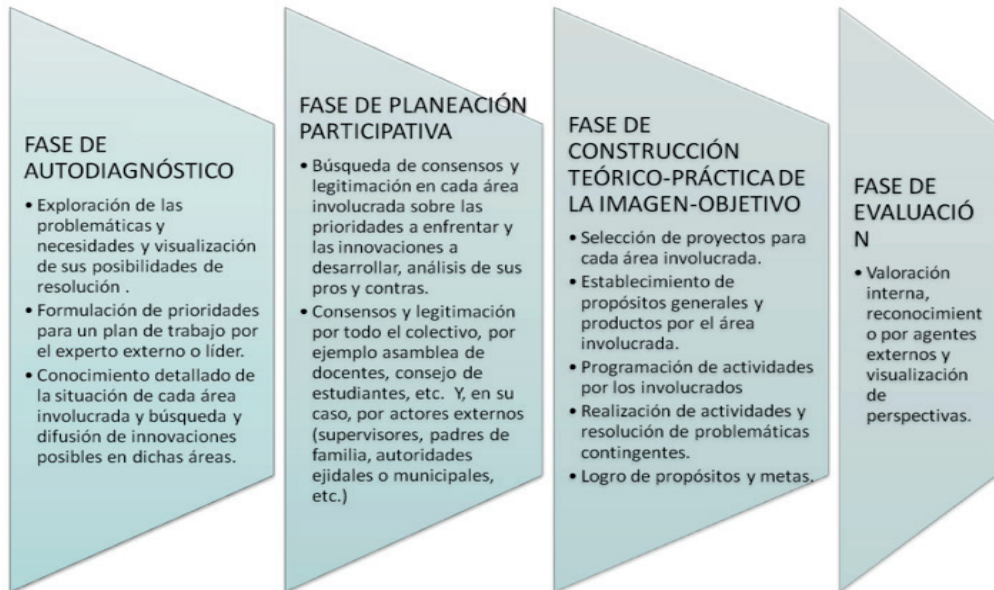 FASE DE
AUTODIAGNÓSTICO
• Exploración de las
problemáticas y
necesidades y visualización
de sus posibilidades de
resolución .
• Formulación de prioridades
para un plan de trabajo por
el experto externo o líder.
• Conocimiento detallado de
la situación de cada área
involucrada y búsqueda y
difusión de innovaciones
posibles en dichas áreas.
FASE DE PLANEACIÓN
PARTICIPATIVA
• Búsqueda de consensos y
legitimación en cada área
involucrada sobre las
prioridades a enfrentar y
las innovaciones a
desarrollar, análisis de sus
pros y contras.
• Consensos y legitimación
por todo el colectivo, por
ejemplo asamblea de
docentes, consejo de
estudiantes, etc. Y, en su
caso, por actores externos
(supervisores, padres de
familia, autoridades
ejidales o municipales,
etc.)
FASE DE
CONSTRUCCIÓN
TEÓRICO-PRÁCTICA DE
LA IMAGEN-OBJETIVO
• Selección de proyectos para
cada área involucrada.
• Establecimiento de
propósitos generales y
productos por el área
involucrada.
• Programación de actividades
por los involucrados
• Realización de actividades y
resolución de problemáticas
contingentes.
• Logro de propósitos y metas.
FASE DE
EVALUACIÓ
N
• Valoración
interna,
reconocimient
o por agentes
externos y
visualización
de
perspectivas.